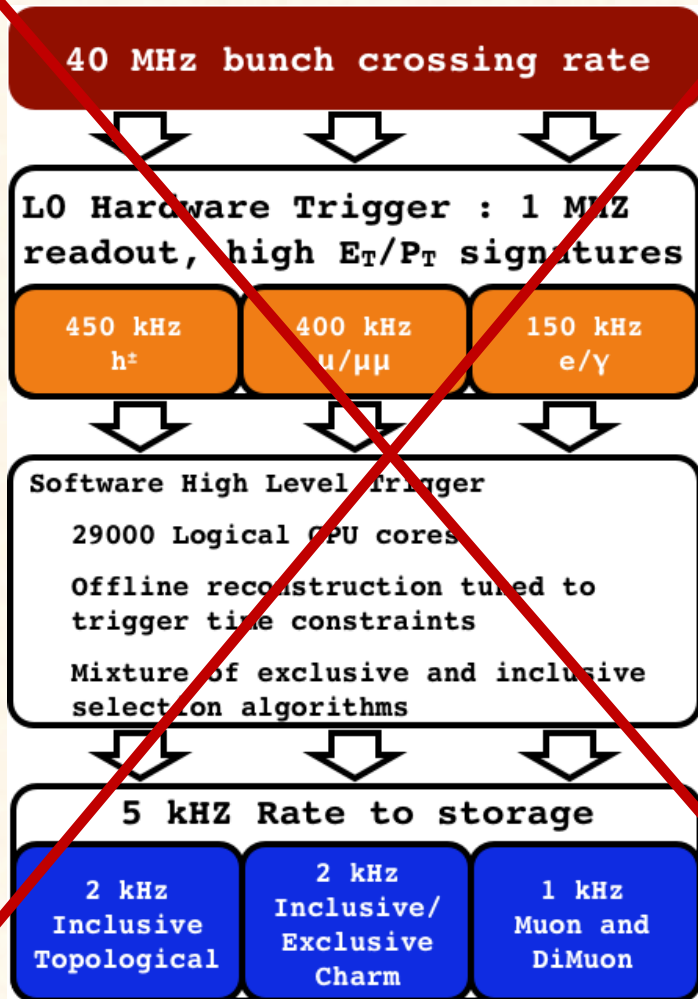 40 MHz bunch crossing rate
L0 Hardware Trigger : 1 MHZ
readout, high ET/PT signatures
450 kHz
h±
400 kHz
μ/μμ
150 kHz
e/γ
Software High Level Trigger
29000 Logical CPU cores
Offline reconstruction tuned to
trigger time constraints
Mixture of exclusive and inclusive
selection algorithms
5 kHZ Rate to storage
2 kHz
Inclusive
Topological
2 kHz
Inclusive/
Exclusive
Charm
1 kHz
Muon and
DiMuon